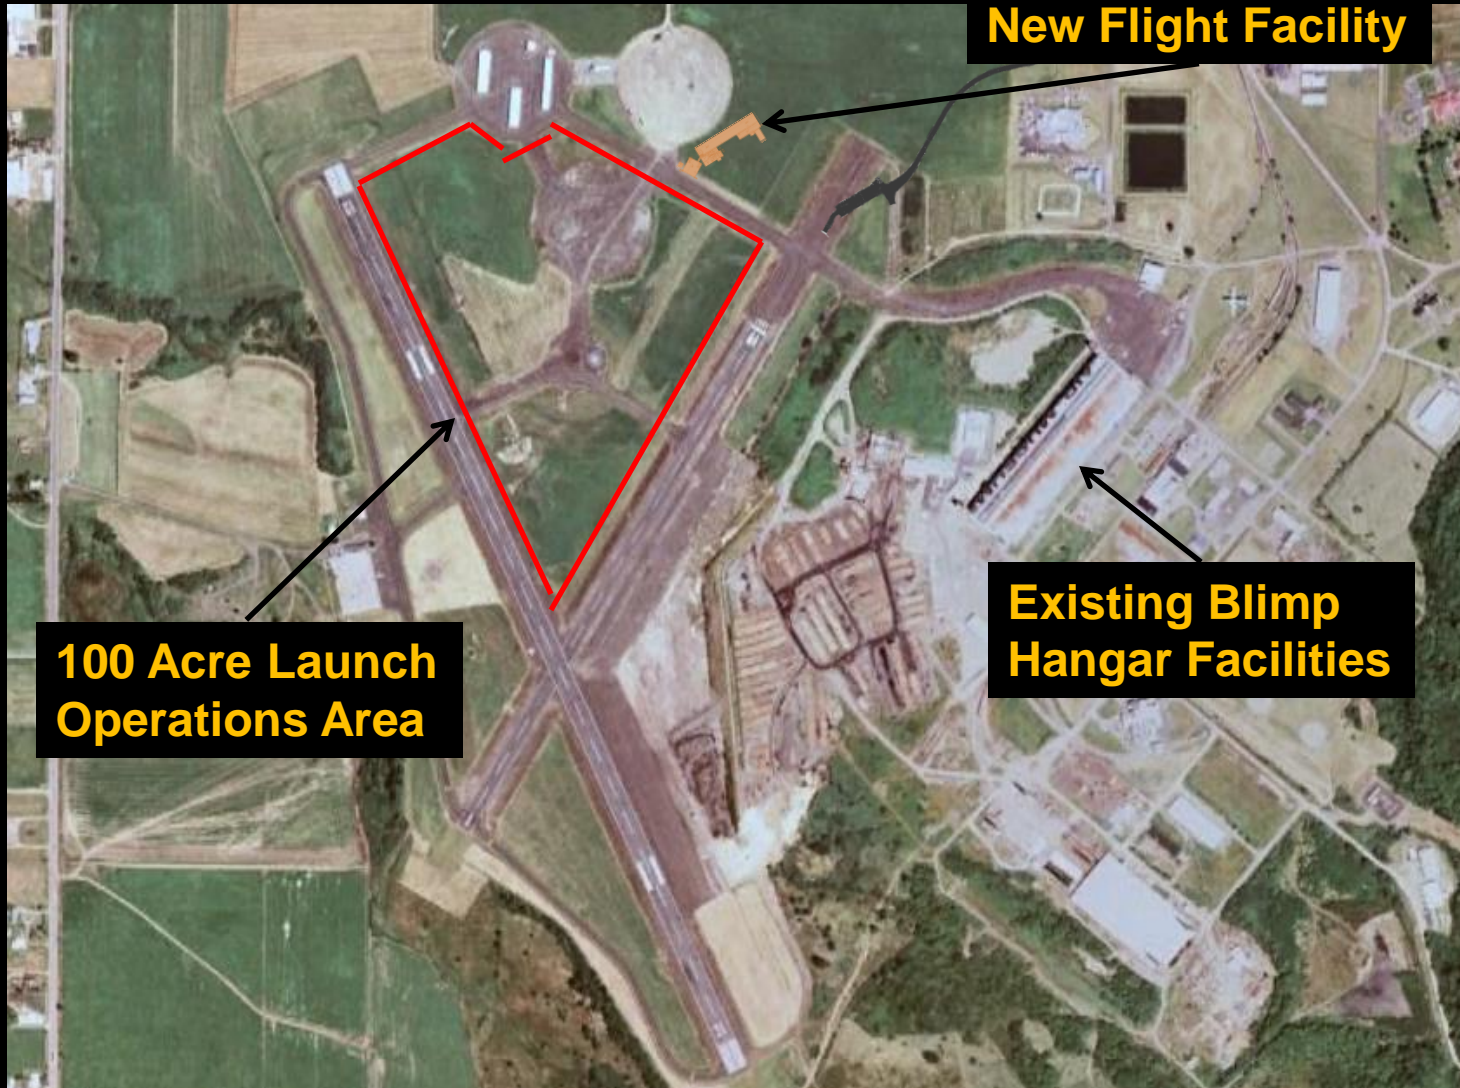 New Flight Facility
100 Acre Launch
Operations Area
Existing Blimp
Hangar Facilities